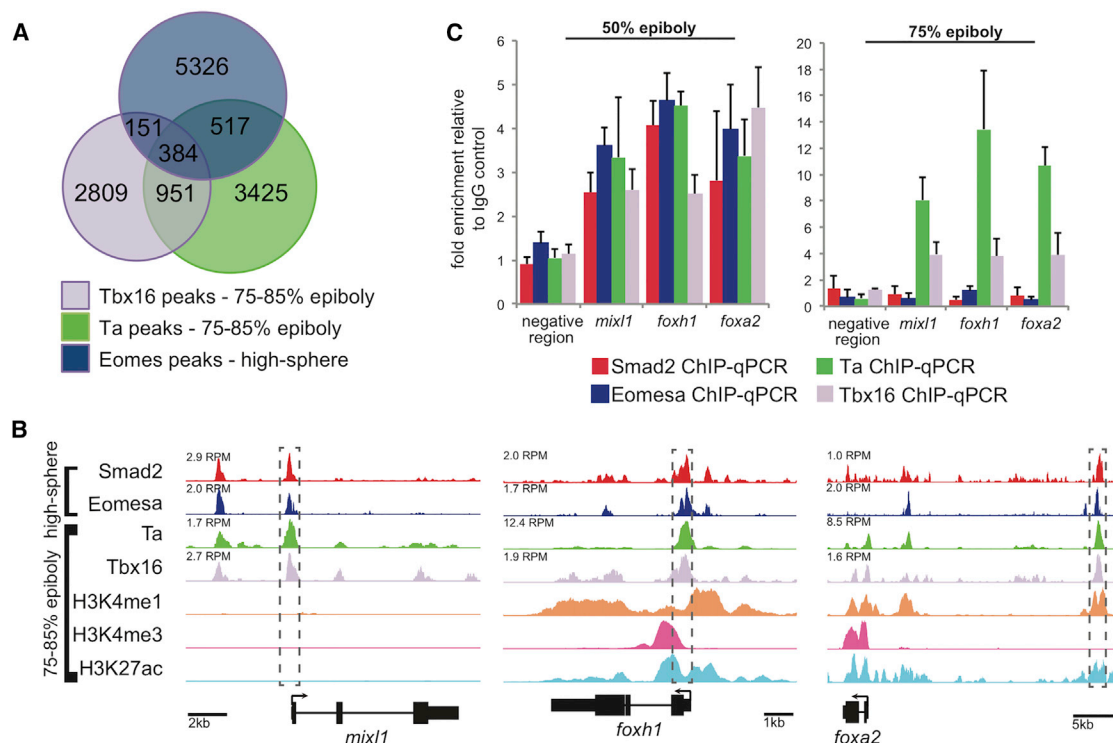 A
5326
151
517
384
2809
951
3425
Tbx16 peaks - 75-85% epiboly
Ta peaks - 75-85% epiboly
Eomes peaks - high-sphere
C
50% epiboly
75% epiboly
fold enrichment relative
to IgG control
6
5
4
3
2
1
0
20
18
16
14
12
10
8
6
4
2
0
negative
region
mixl1
foxh1
foxa2
negative
region
mixl1
foxh1
foxa2
Smad2 ChIP-qPCR
Ta ChIP-qPCR
Eomesa ChIP-qPCR
Tbx16 ChIP-qPCR
B
high-sphere
75-85% epiboly
Smad2
Eomesa
Ta
Tbx16
H3K4me1
H3K4me3
H3K27ac
2.9 RPM
2.0 RPM
1.7 RPM
2.7 RPM
2kb
mixl1
2.0 RPM
1.7 RPM
12.4 RPM
1.9 RPM
foxh1
1kb
1.0 RPM
2.0 RPM
8.5 RPM
1.6 RPM
foxa2
5kb